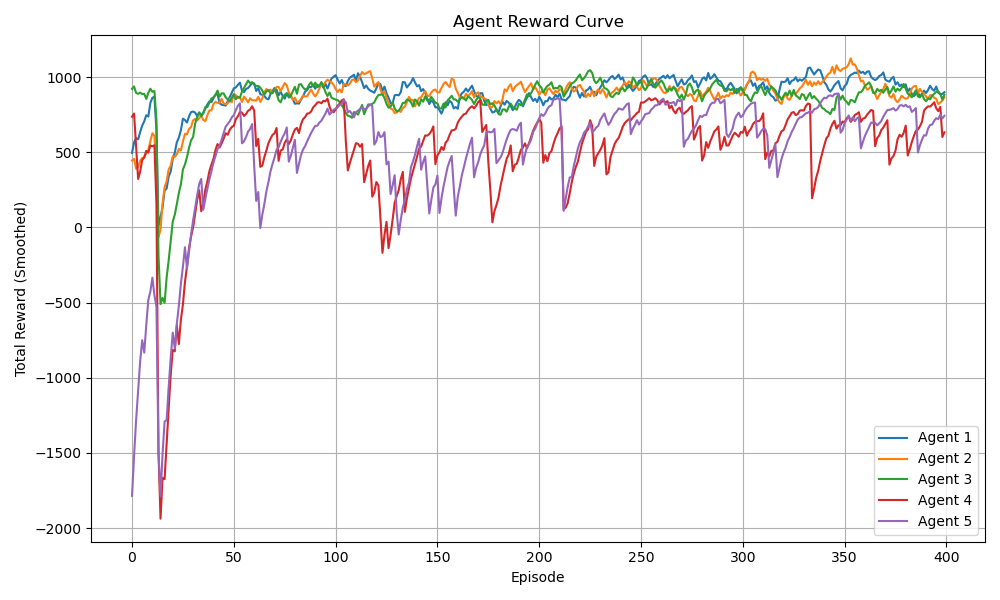 Agent Reward Curve
Total Reward (Smoothed)
1000
500
0
−500
−1000
−1500
−2000
0 50 100 150 200 250 300 350 400
Episode
Agent 1
Agent 2
Agent 3
Agent 4
Agent 5